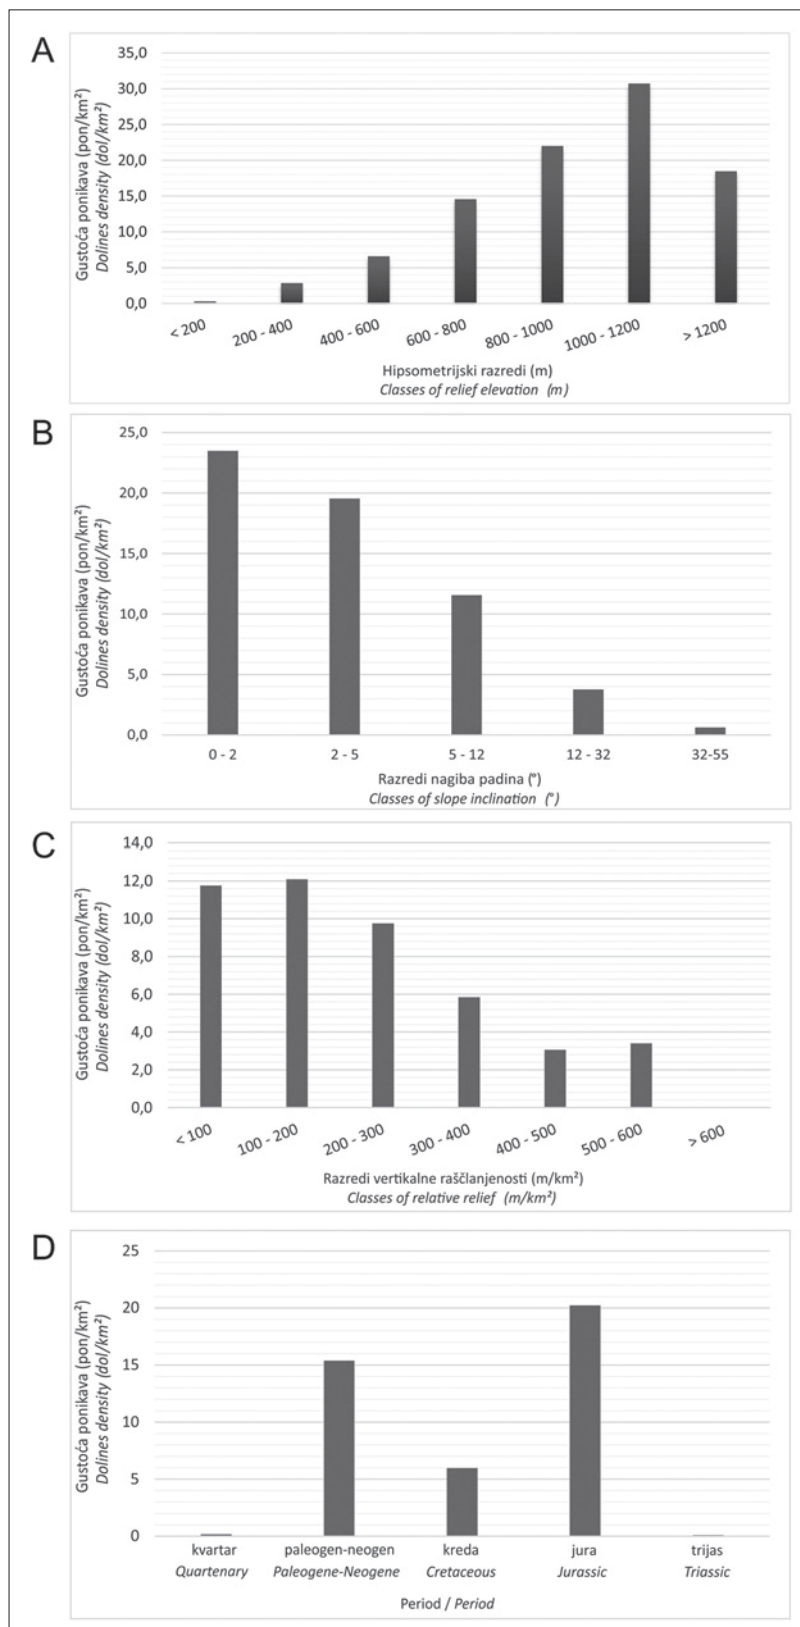 A
Gustoća ponikava (pon/km²)
Dolines density (dol/km²)
35,0
30,0
25,0
20,0
15,0
10,0
5,0
0,0
< 200
200 - 400
400 - 600
600 - 800
800 - 1000
1000 - 1200
> 1200
Hipsometrijski razredi (m)
Classes of relief elevation (m)
B
Gustoća ponikava (pon/km²)
Dolines density (dol/km²)
25,0
20,0
15,0
10,0
5,0
0,0
0 - 2
2 - 5
5 - 12
12 - 32
32-55
Razredi nagiba padina (°)
Classes of slope inclination (°)
C
Gustoća ponikava (pon/km²)
Dolines density (dol/km²)
14,0
12,0
10,0
8,0
6,0
4,0
2,0
0,0
< 100
100 - 200
200 - 300
300 - 400
400 - 500
500 - 600
> 600
Razredi vertikalne raščlanjenosti (m/km²)
Classes of relative relief (m/km²)
D
Gustoća ponikava (pon/km²)
Dolines density (dol/km²)
25
20
15
10
5
0
kvartar
Quartenary
paleogen-neogen
Paleogene-Neogene
kreda
Cretaceous
jura
Jurassic
trijas
Triassic
Period / Period